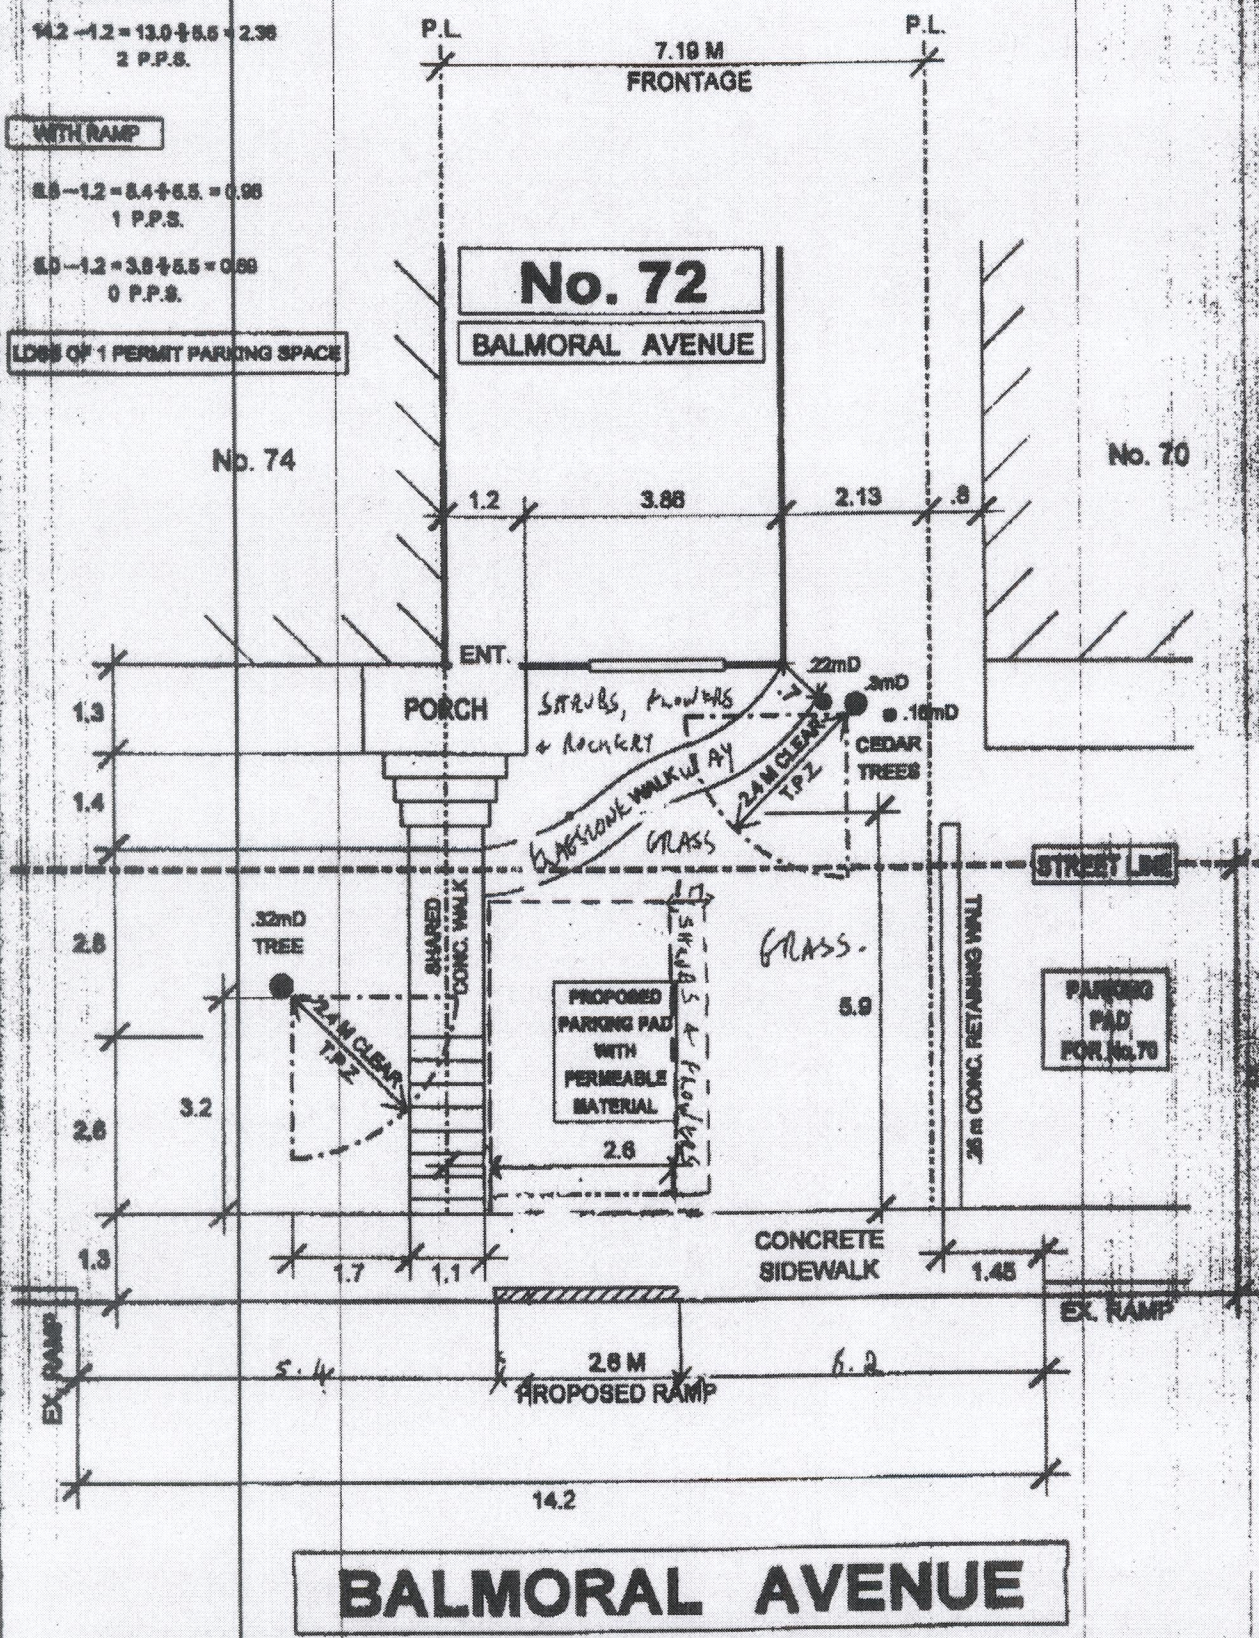 14.2 -1.2 = 13.0 ÷ 5.5 = 2.36
2 P.P.S.
WITH RAMP
-1.2 = 5.4 ÷ 5.5. = 0.98
1 P.P.S.
5.0 -1.2 = 3.8 ÷ 5.5 = 0.69
0 P.P.S.
LOSS OF 1 PERMIT PARKING SPACE
P.L.
P.L.
7.19 M
FRONTAGE
No. 72
BALMORAL AVENUE
No. 74
No. 70
1.2
3.86
2.13
.8
ENT.
PORCH
SHRUBS, FLOWERS
+ ROCKERY
FLAGSTONE WALKWAY
GRASS
.7
.22mD
.3mD
.16mD
CEDAR
TREES
2.4 M CLEAR
T.P.Z
1.3
1.4
STREET LINE
SHARED
CONC. WALK
.32mD
TREE
2.8
2.4 M CLEAR
T.P.Z
3.2
2.6
PROPOSED
PARKING PAD
WITH
PERMEABLE
MATERIAL
SHRUBS & FLOWERS
2.6
GRASS.
5.9
.25 m CONC. RETAINING WALL
PARKING
PAD
FOR No.70
1.3
1.7
1.1
CONCRETE
SIDEWALK
1.45
EX. RAMP
EX. RAMP
5.4
2.6 M
PROPOSED RAMP
6.2
14.2
BALMORAL AVENUE